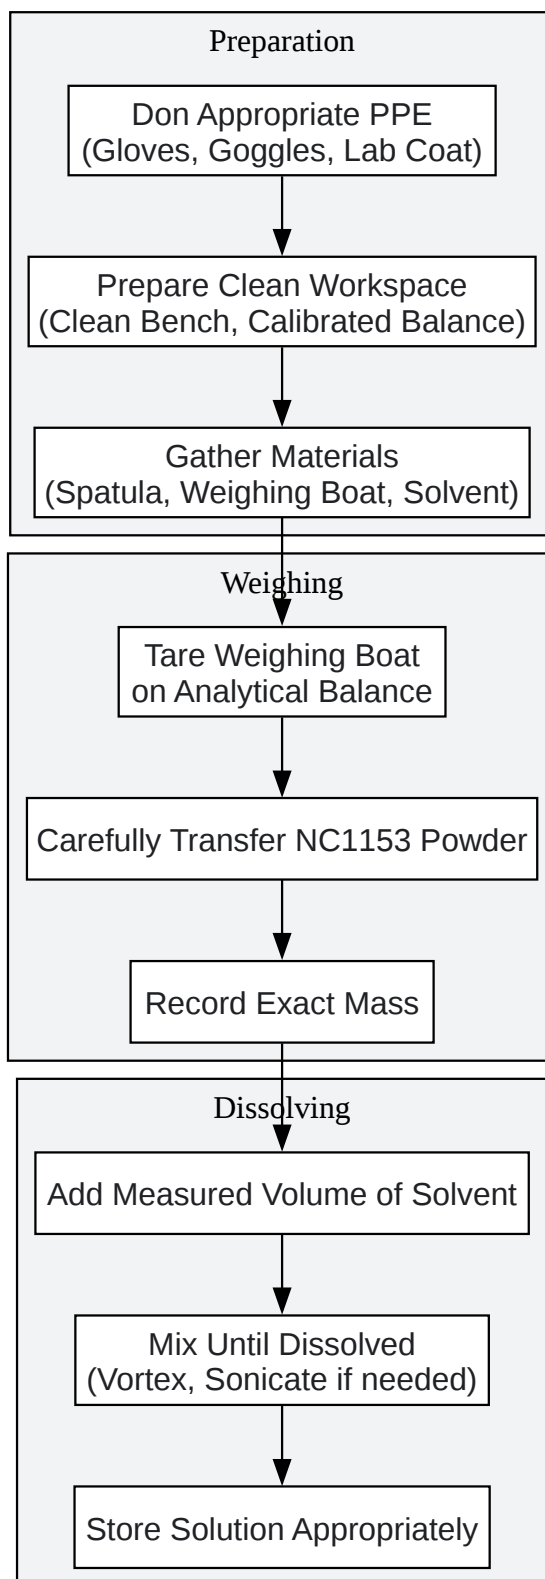 Preparation
Don Appropriate PPE
(Gloves, Goggles, Lab Coat)
Prepare Clean Workspace
(Clean Bench, Calibrated Balance)
Gather Materials
(Spatula, Weighing Boat, Solvent)
Weighing
Tare Weighing Boat
on Analytical Balance
Carefully Transfer NC1153 Powder
Record Exact Mass
Dissolving
Add Measured Volume of Solvent
Mix Until Dissolved
(Vortex, Sonicate if needed)
Store Solution Appropriately